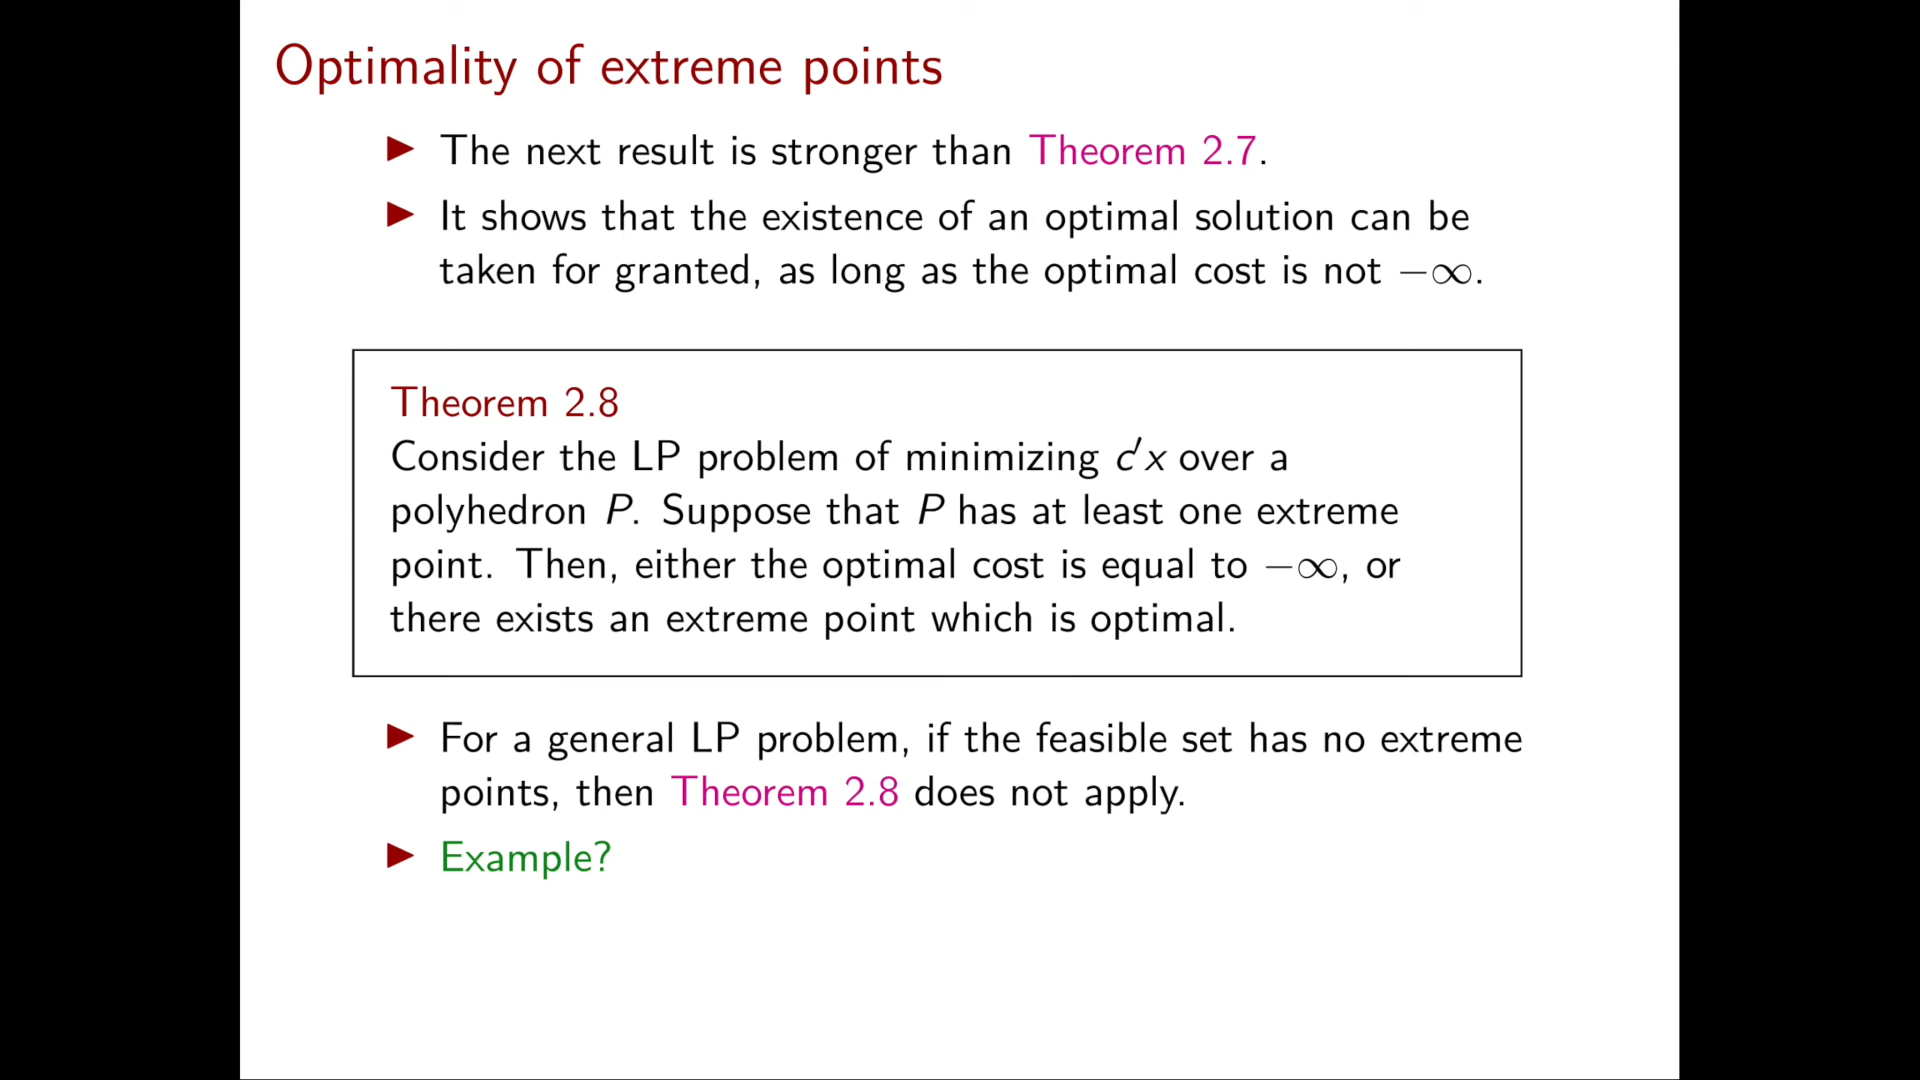 Optimality of extreme points
▶ The next result is stronger than Theorem 2.7.
▶ It shows that the existence of an optimal solution can be
taken for granted, as long as the optimal cost is not −∞.
Theorem 2.8
Consider the LP problem of minimizing c′x over a
polyhedron P. Suppose that P has at least one extreme
point. Then, either the optimal cost is equal to −∞, or
there exists an extreme point which is optimal.
▶ For a general LP problem, if the feasible set has no extreme
points, then Theorem 2.8 does not apply.
▶ Example?